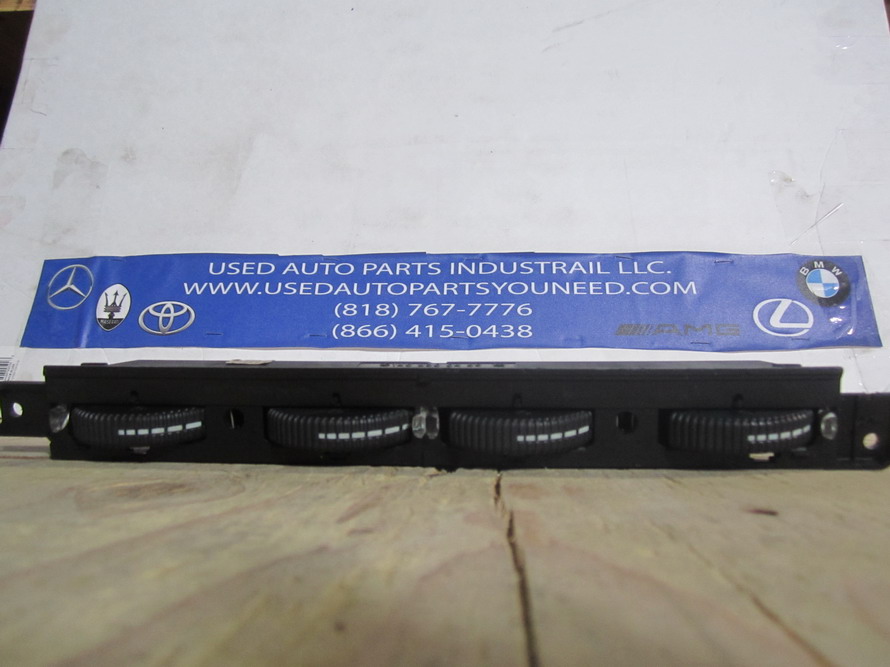 USED AUTO PARTS INDUSTRAIL LLC.
WWW.USEDAUTOPARTSYOUNEED.COM
(818) 767-7776
(866) 415-0438
AMG
BMW